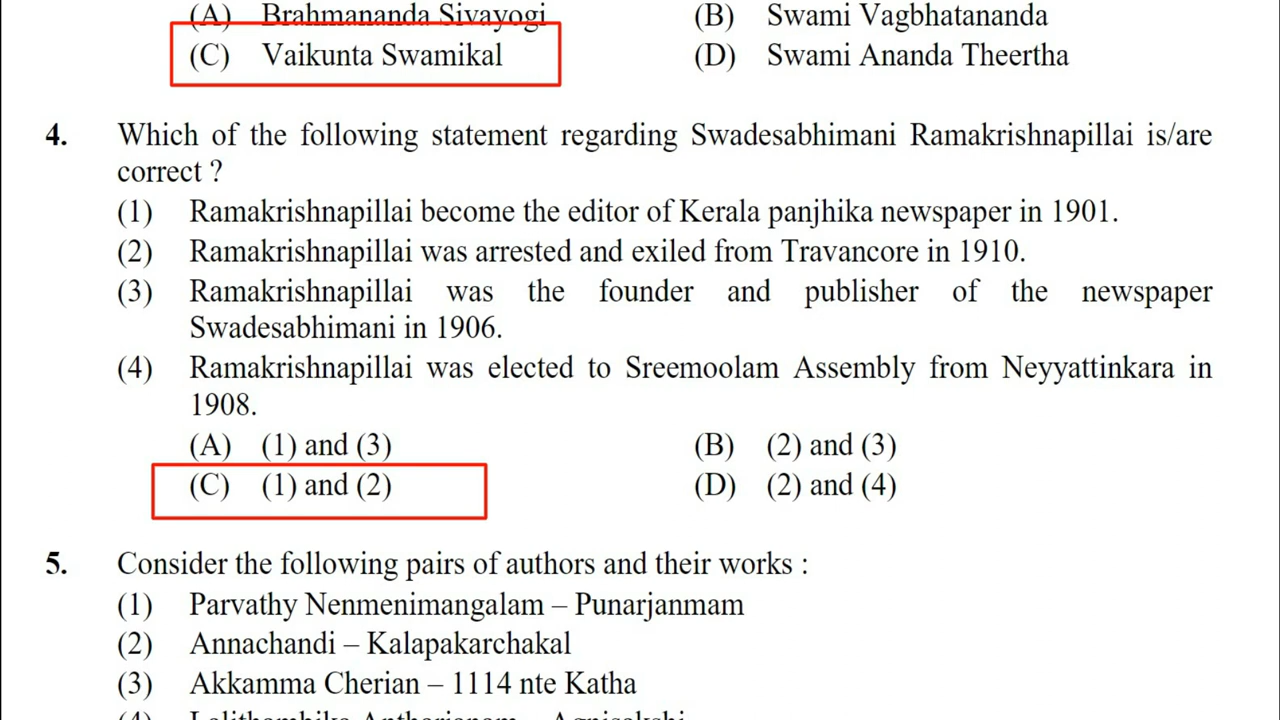 (A) Brahmananda Sivayogi (B) Swami Vagbhatananda
(C) Vaikunta Swamikal (D) Swami Ananda Theertha
4. Which of the following statement regarding Swadesabhimani Ramakrishnapillai is/are
correct ?
(1) Ramakrishnapillai become the editor of Kerala panjhika newspaper in 1901.
(2) Ramakrishnapillai was arrested and exiled from Travancore in 1910.
(3) Ramakrishnapillai was the founder and publisher of the newspaper
Swadesabhimani in 1906.
(4) Ramakrishnapillai was elected to Sreemoolam Assembly from Neyyattinkara in
1908.
(A) (1) and (3) (B) (2) and (3)
(C) (1) and (2) (D) (2) and (4)
5. Consider the following pairs of authors and their works :
(1) Parvathy Nenmenimangalam – Punarjanmam
(2) Annachandi – Kalapakarchakal
(3) Akkamma Cherian – 1114 nte Katha
(4) Lalithambika Antharjanam – Agnisakshi